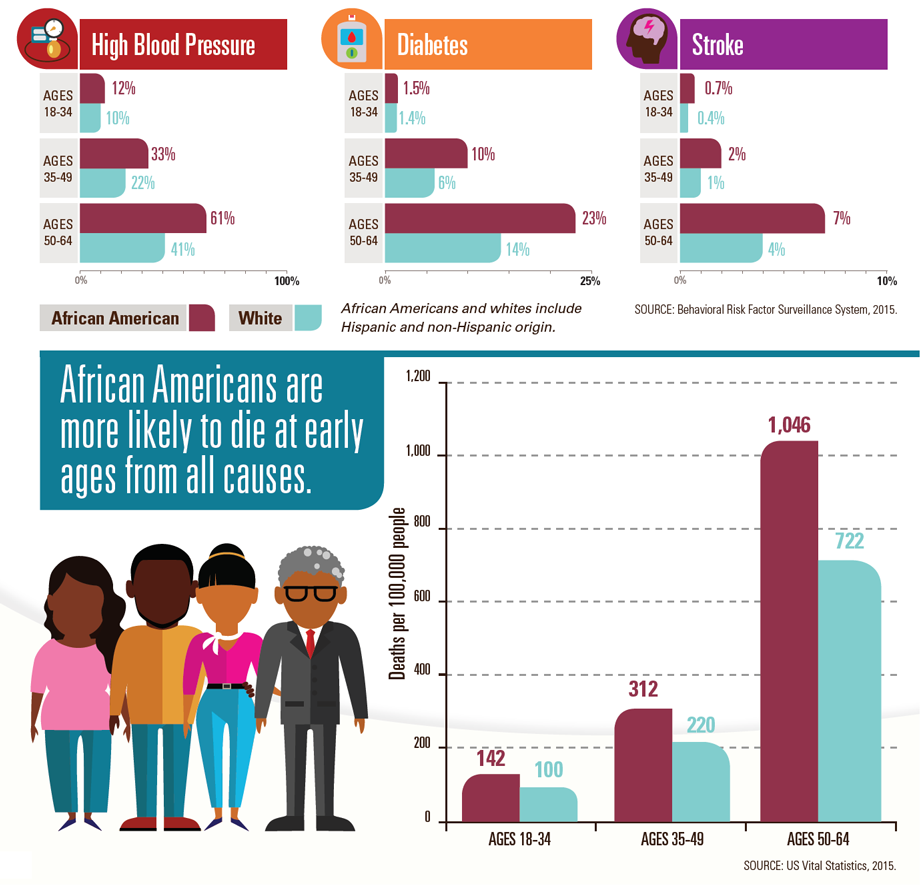 High Blood Pressure
AGES
18-34
12%
10%
AGES
35-49
33%
22%
AGES
50-64
61%
41%
0%
100%
Diabetes
AGES
18-34
1.5%
1.4%
AGES
35-49
10%
6%
AGES
50-64
23%
14%
0%
25%
Stroke
AGES
18-34
0.7%
0.4%
AGES
35-49
2%
1%
AGES
50-64
7%
4%
0%
10%
African American
White
African Americans and whites include
Hispanic and non-Hispanic origin.
SOURCE: Behavioral Risk Factor Surveillance System, 2015.
African Americans are
more likely to die at early
ages from all causes.
Deaths per 100,000 people
1,200
1,000
800
600
400
200
0
142
100
312
220
1,046
722
AGES 18-34
AGES 35-49
AGES 50-64
SOURCE: US Vital Statistics, 2015.